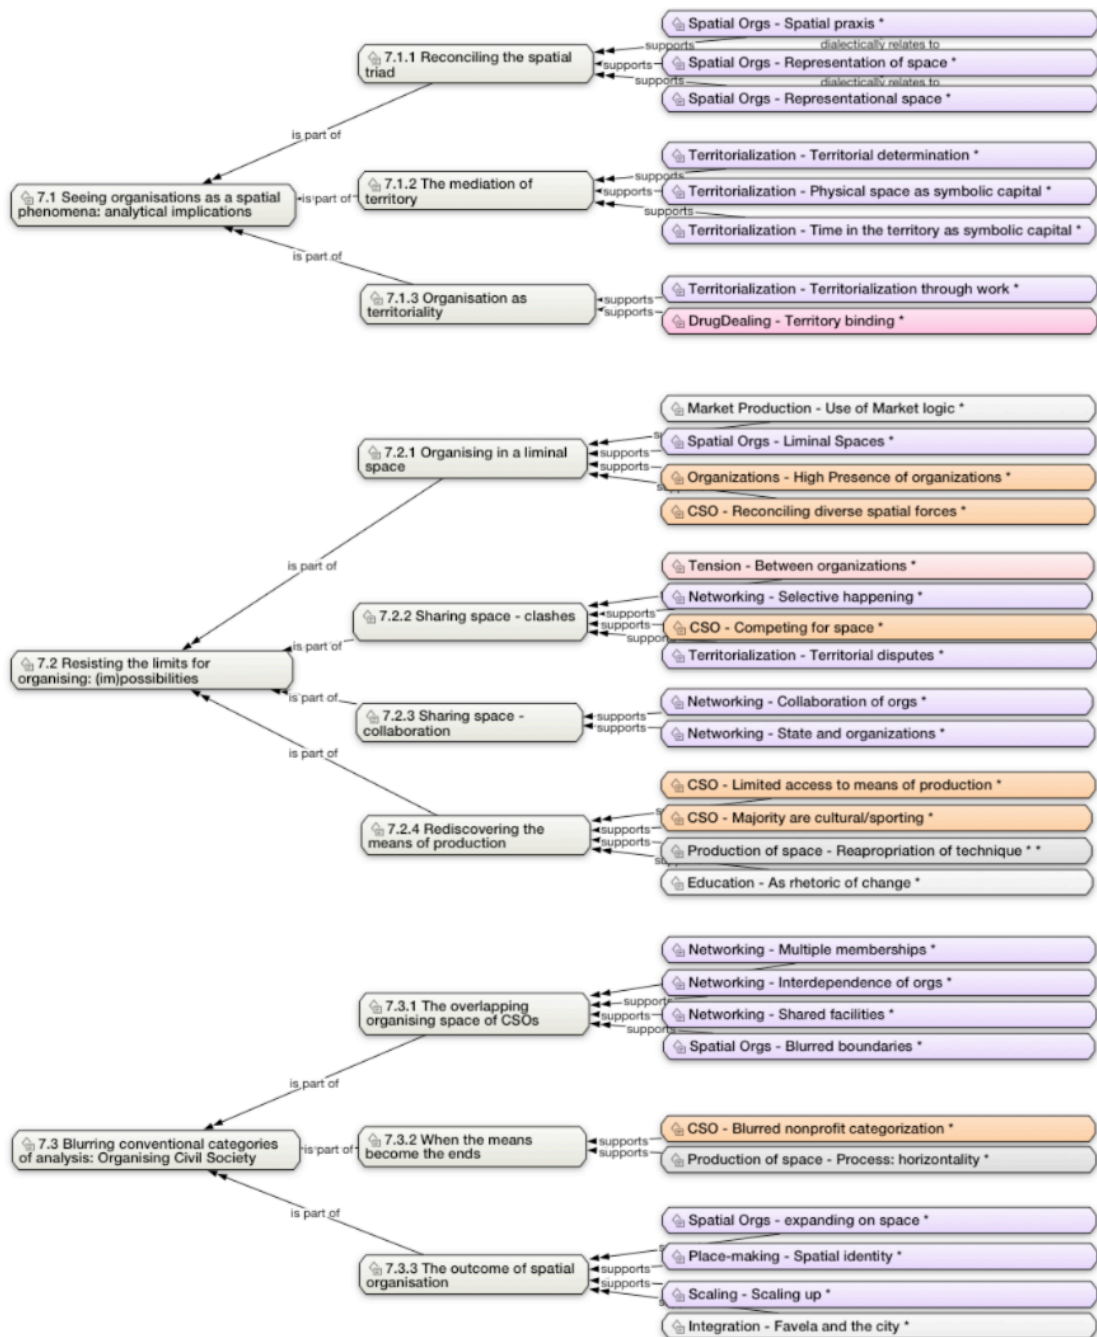 Spatial Orgs - Spatial praxis *
supports
dialectically relates to
7.1.1 Reconciling the spatial
triad
supports
Spatial Orgs - Representation of space *
supports
dialectically relates to
Spatial Orgs - Representational space *
is part of
Territorialization - Territorial determination *
supports
7.1 Seeing organisations as a spatial
phenomena: analytical implications
is part of
7.1.2 The mediation of
territory
supports
Territorialization - Physical space as symbolic capital *
supports
Territorialization - Time in the territory as symbolic capital *
is part of
7.1.3 Organisation as
territoriality
supports
Territorialization - Territorialization through work *
supports
DrugDealing - Territory binding *
Market Production - Use of Market logic *
7.2.1 Organising in a liminal
space
supports
Spatial Orgs - Liminal Spaces *
supports
Organizations - High Presence of organizations *
CSO - Reconciling diverse spatial forces *
is part of
Tension - Between organizations *
7.2.2 Sharing space - clashes
Networking - Selective happening *
supports
supports
CSO - Competing for space *
supports
Territorialization - Territorial disputes *
is part of
7.2 Resisting the limits for
organising: (im)possibilities
is part of
7.2.3 Sharing space -
collaboration
supports
Networking - Collaboration of orgs *
supports
Networking - State and organizations *
is part of
CSO - Limited access to means of production *
7.2.4 Rediscovering the
means of production
supports
CSO - Majority are cultural/sporting *
supports
Production of space - Reapropriation of technique * *
Education - As rhetoric of change *
Networking - Multiple memberships *
7.3.1 The overlapping
organising space of CSOs
supports
Networking - Interdependence of orgs *
supports
Networking - Shared facilities *
supports
Spatial Orgs - Blurred boundaries *
is part of
7.3 Blurring conventional categories
of analysis: Organising Civil Society
is part of
7.3.2 When the means
become the ends
supports
CSO - Blurred nonprofit categorization *
supports
Production of space - Process: horizontality *
is part of
Spatial Orgs - expanding on space *
7.3.3 The outcome of spatial
organisation
supports
Place-making - Spatial identity *
supports
Scaling - Scaling up *
Integration - Favela and the city *